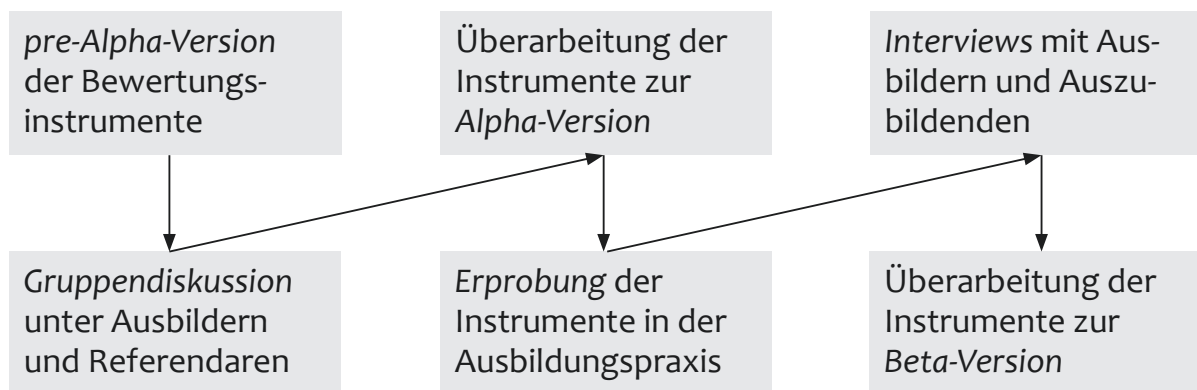 pre-Alpha-Version
der Bewertungs-
instrumente
Gruppendiskussion
unter Ausbildern
und Referendaren
Überarbeitung der
Instrumente zur
Alpha-Version
Erprobung der
Instrumente in der
Ausbildungspraxis
Interviews mit Aus-
bildern und Auszu-
bildenden
Überarbeitung der
Instrumente zur
Beta-Version